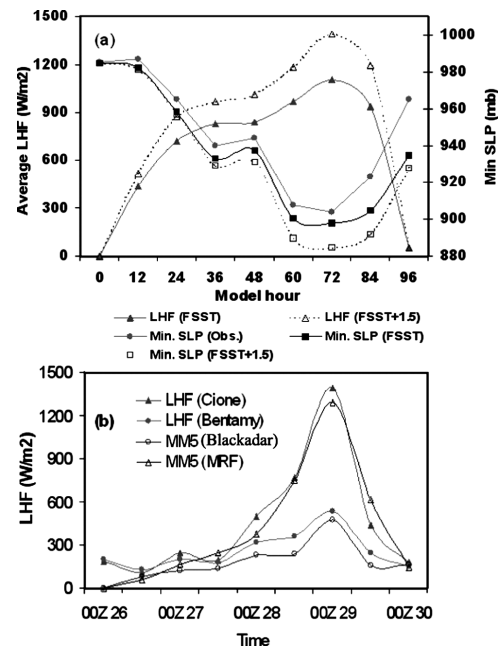 (a)
Average LHF (W/m2)
1500
1200
900
600
300
0
Min SLP (mb)
1000
980
960
940
920
900
880
0 12 24 36 48 60 72 84 96
Model hour
LHF (FSST) LHF (FSST+1.5)
Min. SLP (Obs.) Min. SLP (FSST)
Min. SLP (FSST+1.5)
(b)
LHF (W/m2)
1500
1200
900
600
300
0
LHF (Cione)
LHF (Bentamy)
MM5 (Blackadar)
MM5 (MRF)
00Z 26 00Z 27 00Z 28 00Z 29 00Z 30
Time